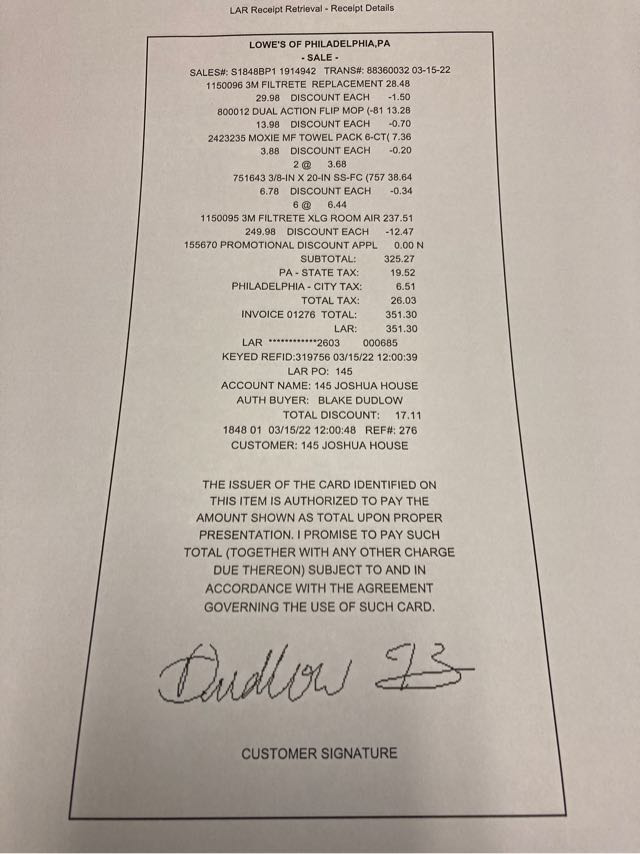 LAR Receipt Retrieval - Receipt Details
LOWE'S OF PHILADELPHIA,PA
- SALE -
SALES#: S1848BP1 1914942 TRANS#: 88360032 03-15-22
1150096 3M FILTRETE REPLACEMENT 28.48
29.98 DISCOUNT EACH -1.50
800012 DUAL ACTION FLIP MOP (-81 13.28
13.98 DISCOUNT EACH -0.70
2423235 MOXIE MF TOWEL PACK 6-CT( 7.36
3.88 DISCOUNT EACH -0.20
2 @ 3.68
751643 3/8-IN X 20-IN SS-FC (757 38.64
6.78 DISCOUNT EACH -0.34
6 @ 6.44
1150095 3M FILTRETE XLG ROOM AIR 237.51
249.98 DISCOUNT EACH -12.47
155670 PROMOTIONAL DISCOUNT APPL 0.00 N
SUBTOTAL: 325.27
PA - STATE TAX: 19.52
PHILADELPHIA - CITY TAX: 6.51
TOTAL TAX: 26.03
INVOICE 01276 TOTAL: 351.30
LAR: 351.30
LAR ************2603 000685
KEYED REFID:319756 03/15/22 12:00:39
LAR PO: 145
ACCOUNT NAME: 145 JOSHUA HOUSE
AUTH BUYER: BLAKE DUDLOW
TOTAL DISCOUNT: 17.11
1848 01 03/15/22 12:00:48 REF#: 276
CUSTOMER: 145 JOSHUA HOUSE
THE ISSUER OF THE CARD IDENTIFIED ON
THIS ITEM IS AUTHORIZED TO PAY THE
AMOUNT SHOWN AS TOTAL UPON PROPER
PRESENTATION. I PROMISE TO PAY SUCH
TOTAL (TOGETHER WITH ANY OTHER CHARGE
DUE THEREON) SUBJECT TO AND IN
ACCORDANCE WITH THE AGREEMENT
GOVERNING THE USE OF SUCH CARD.
Dudlow
CUSTOMER SIGNATURE